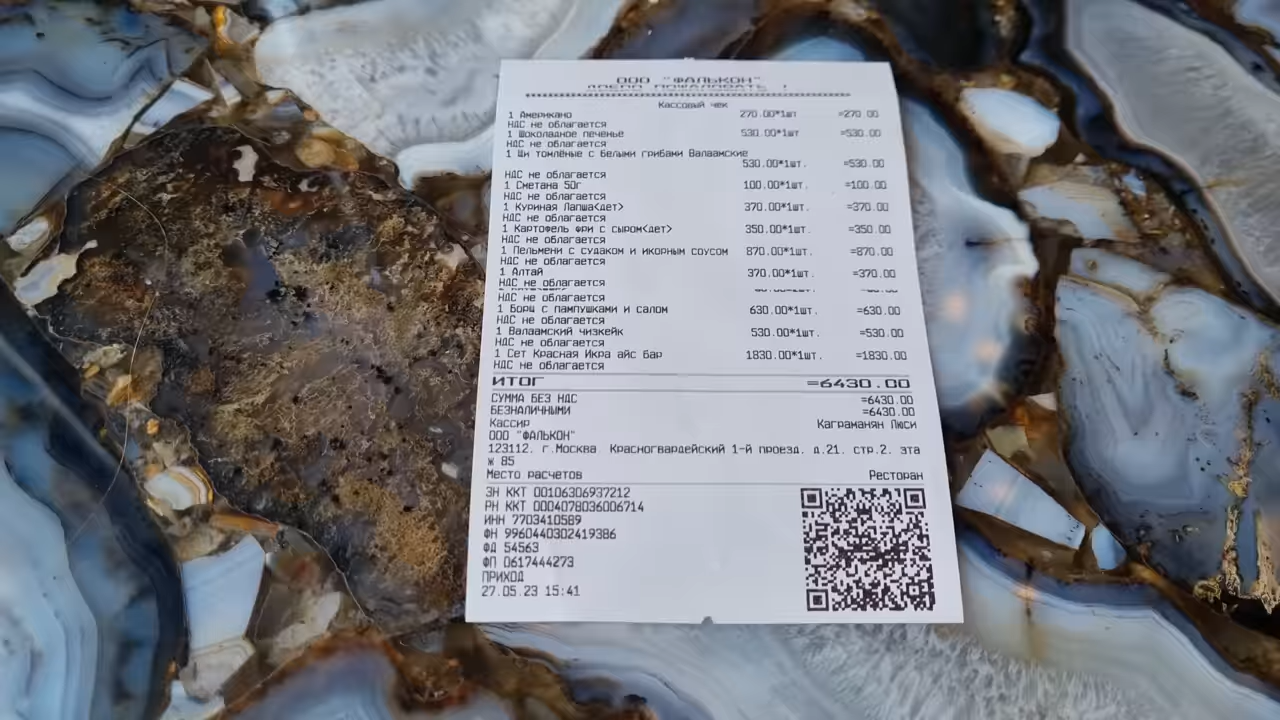 ООО "ФАЛЬКОН"
Кассовый чек
1 Американо 270.00*1шт =270.00
НДС не облагается
1 Шоколадное печенье 530.00*1шт =530.00
НДС не облагается
1 Щи томлёные с белыми грибами Валаамские
530.00*1шт. =530.00
НДС не облагается
1 Сметана 50г 100.00*1шт. =100.00
НДС не облагается
1 Куриная Лапша<дет> 370.00*1шт. =370.00
НДС не облагается
1 Картофель фри с сыром<дет> 350.00*1шт. =350.00
НДС не облагается
1 Пельмени с судаком и икорным соусом 870.00*1шт. =870.00
НДС не облагается
1 Алтай 370.00*1шт. =370.00
НДС не облагается
НДС не облагается
1 Борщ с пампушками и салом 630.00*1шт. =630.00
НДС не облагается
1 Валаамский чизкейк 530.00*1шт. =530.00
НДС не облагается
1 Сет Красная Икра айс бар 1830.00*1шт. =1830.00
НДС не облагается
ИТОГ =6430.00
СУММА БЕЗ НДС =6430.00
БЕЗНАЛИЧНЫМИ =6430.00
Кассир Каграманян Люси
ООО "ФАЛЬКОН"
123112. г.Москва Красногвардейский 1-й проезд. д.21. стр.2. эта
ж 85
Место расчетов Ресторан
ЗН ККТ 00106306937212
РН ККТ 0004078036006714
ИНН 7703410589
ФН 9960440302419386
ФД 54563
ФП 0617444273
ПРИХОД
27.05.23 15:41